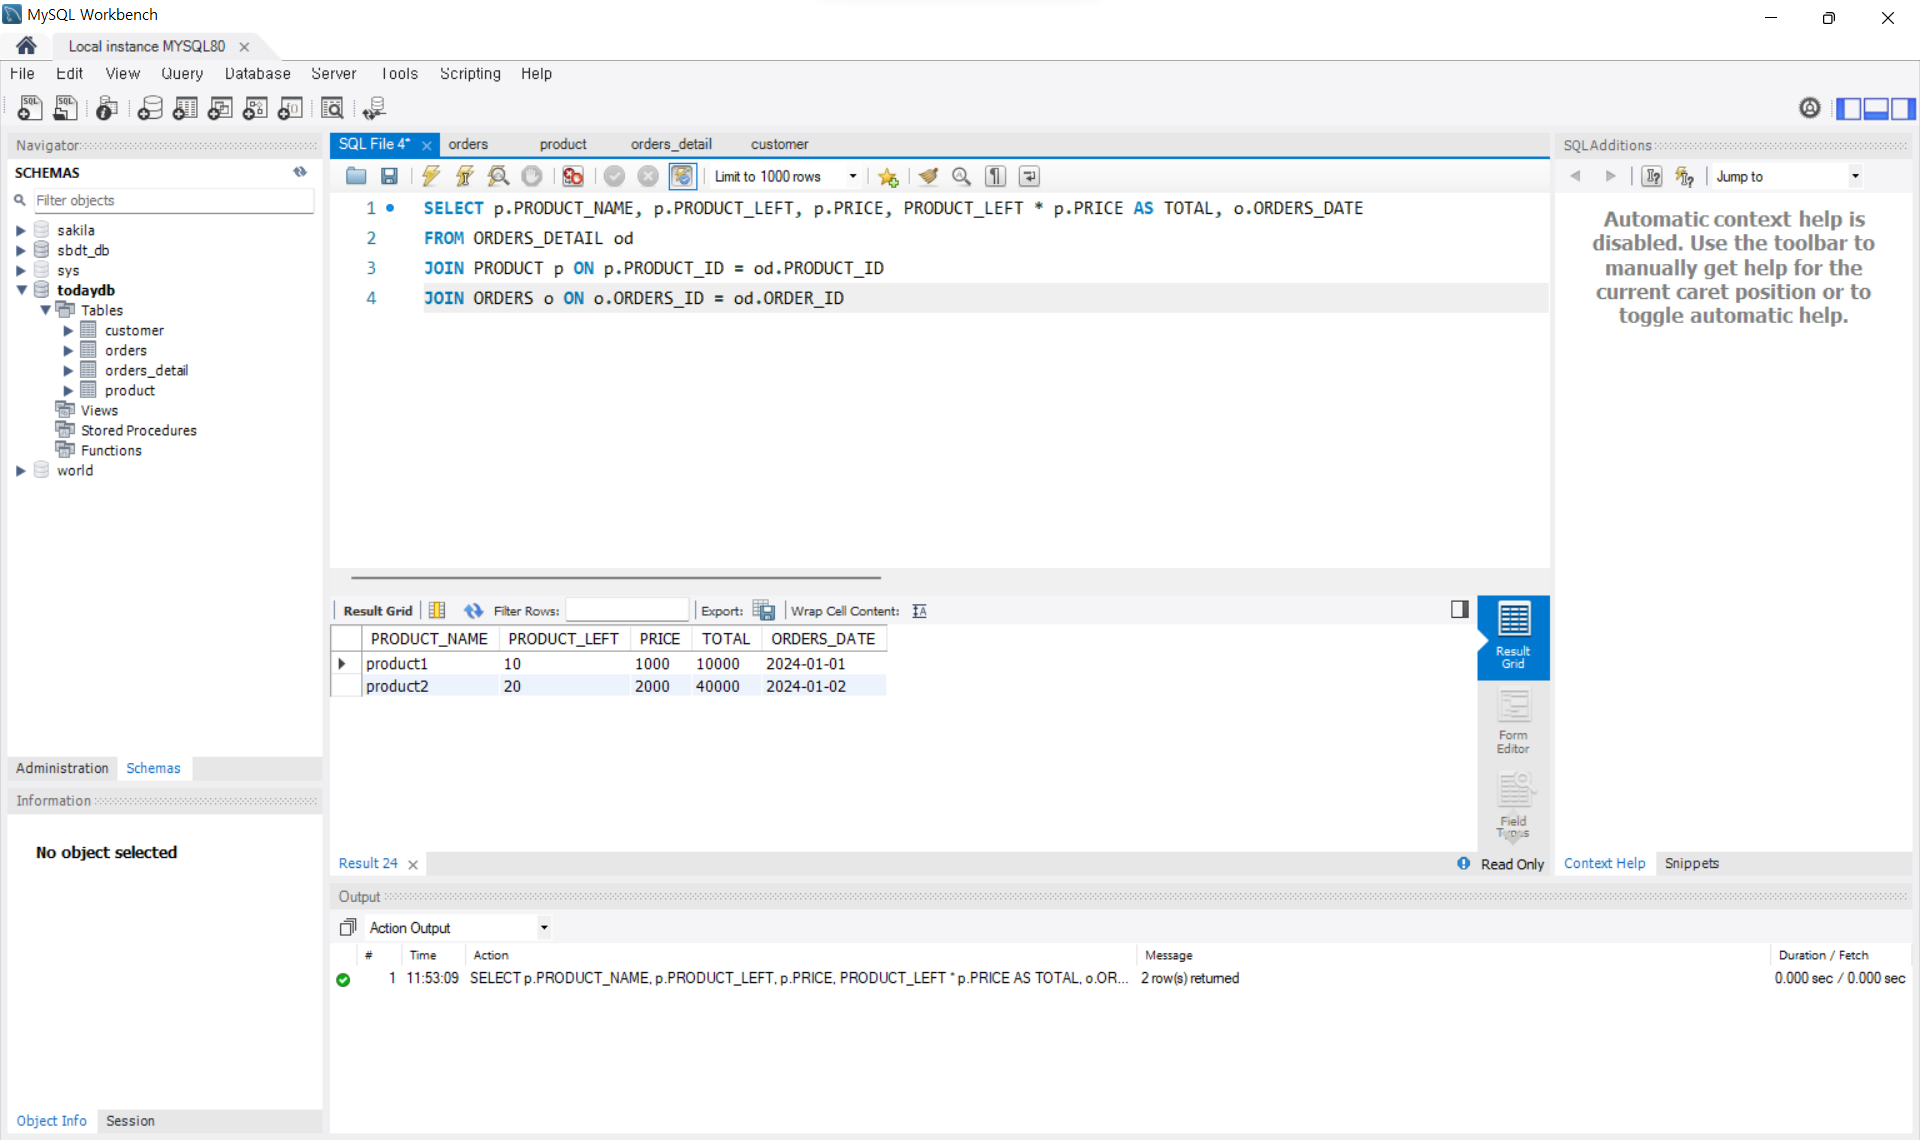 MySQL Workbench
Local instance MYSQL80
File Edit View Query Database Server Tools Scripting Help
Navigator
SCHEMAS
Filter objects
sakila
sbdt_db
sys
todaydb
Tables
customer
orders
orders_detail
product
Views
Stored Procedures
Functions
world
Administration Schemas
Information
No object selected
Object Info Session
SQL File 4* orders product orders_detail customer
Limit to 1000 rows
1 SELECT p.PRODUCT_NAME, p.PRODUCT_LEFT, p.PRICE, PRODUCT_LEFT * p.PRICE AS TOTAL, o.ORDERS_DATE
2 FROM ORDERS_DETAIL od
3 JOIN PRODUCT p ON p.PRODUCT_ID = od.PRODUCT_ID
4 JOIN ORDERS o ON o.ORDERS_ID = od.ORDER_ID
Result Grid Filter Rows: Export: Wrap Cell Content:
PRODUCT_NAME PRODUCT_LEFT PRICE TOTAL ORDERS_DATE
product1 10 1000 10000 2024-01-01
product2 20 2000 40000 2024-01-02
Result
Grid
Form
Editor
Field
Types
Result 24
Read Only
SQLAdditions
Jump to
Automatic context help is
disabled. Use the toolbar to
manually get help for the
current caret position or to
toggle automatic help.
Context Help Snippets
Output
Action Output
# Time Action Message Duration / Fetch
1 11:53:09 SELECT p.PRODUCT_NAME, p.PRODUCT_LEFT, p.PRICE, PRODUCT_LEFT * p.PRICE AS TOTAL, o.OR... 2 row(s) returned 0.000 sec / 0.000 sec